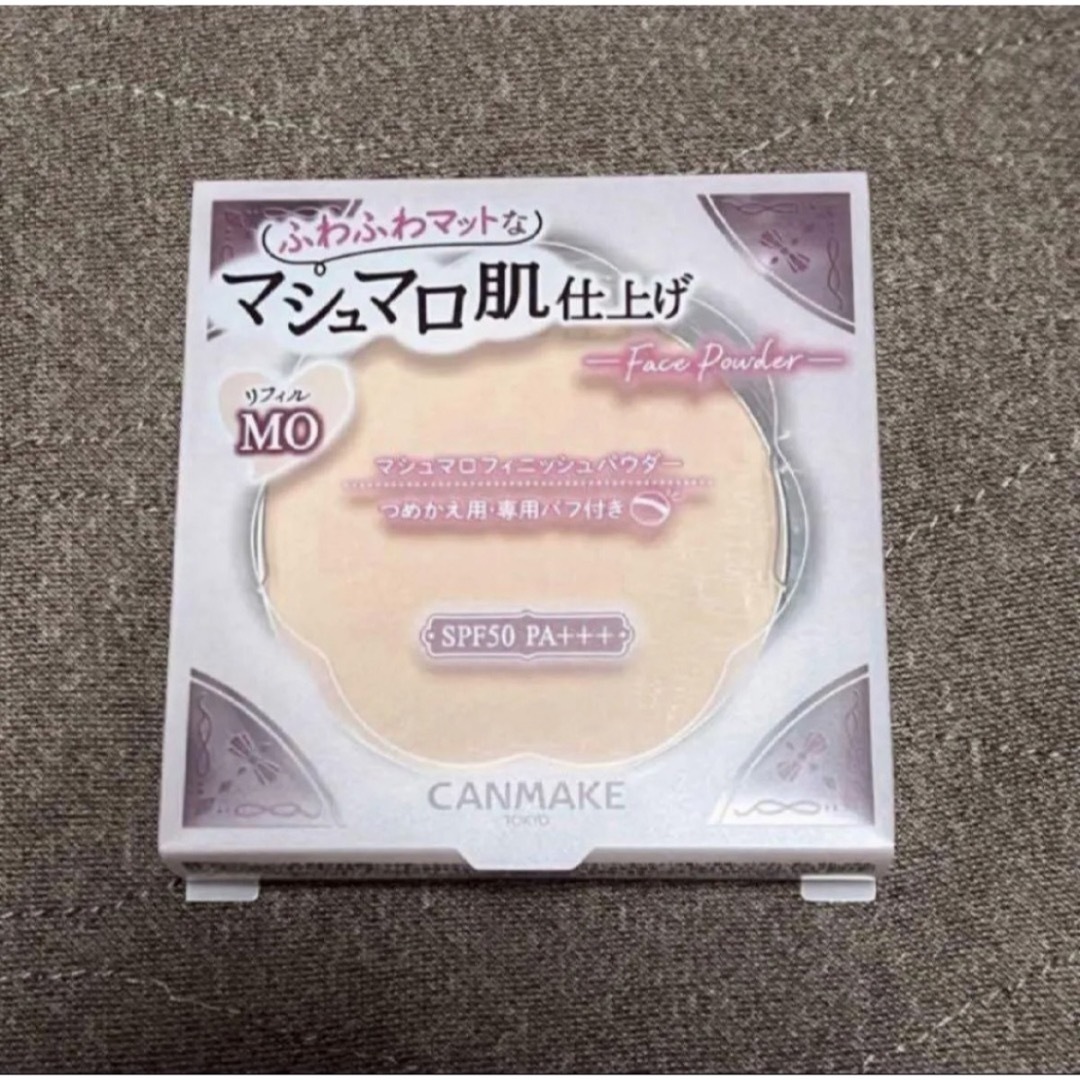 ふわふわマットな
マシュマロ肌仕上げ
Face Powder
リフィル
MO
マシュマロフィニッシュパウダー
つめかえ用・専用パフ付き
SPF50 PA+++
CANMAKE
TOKYO